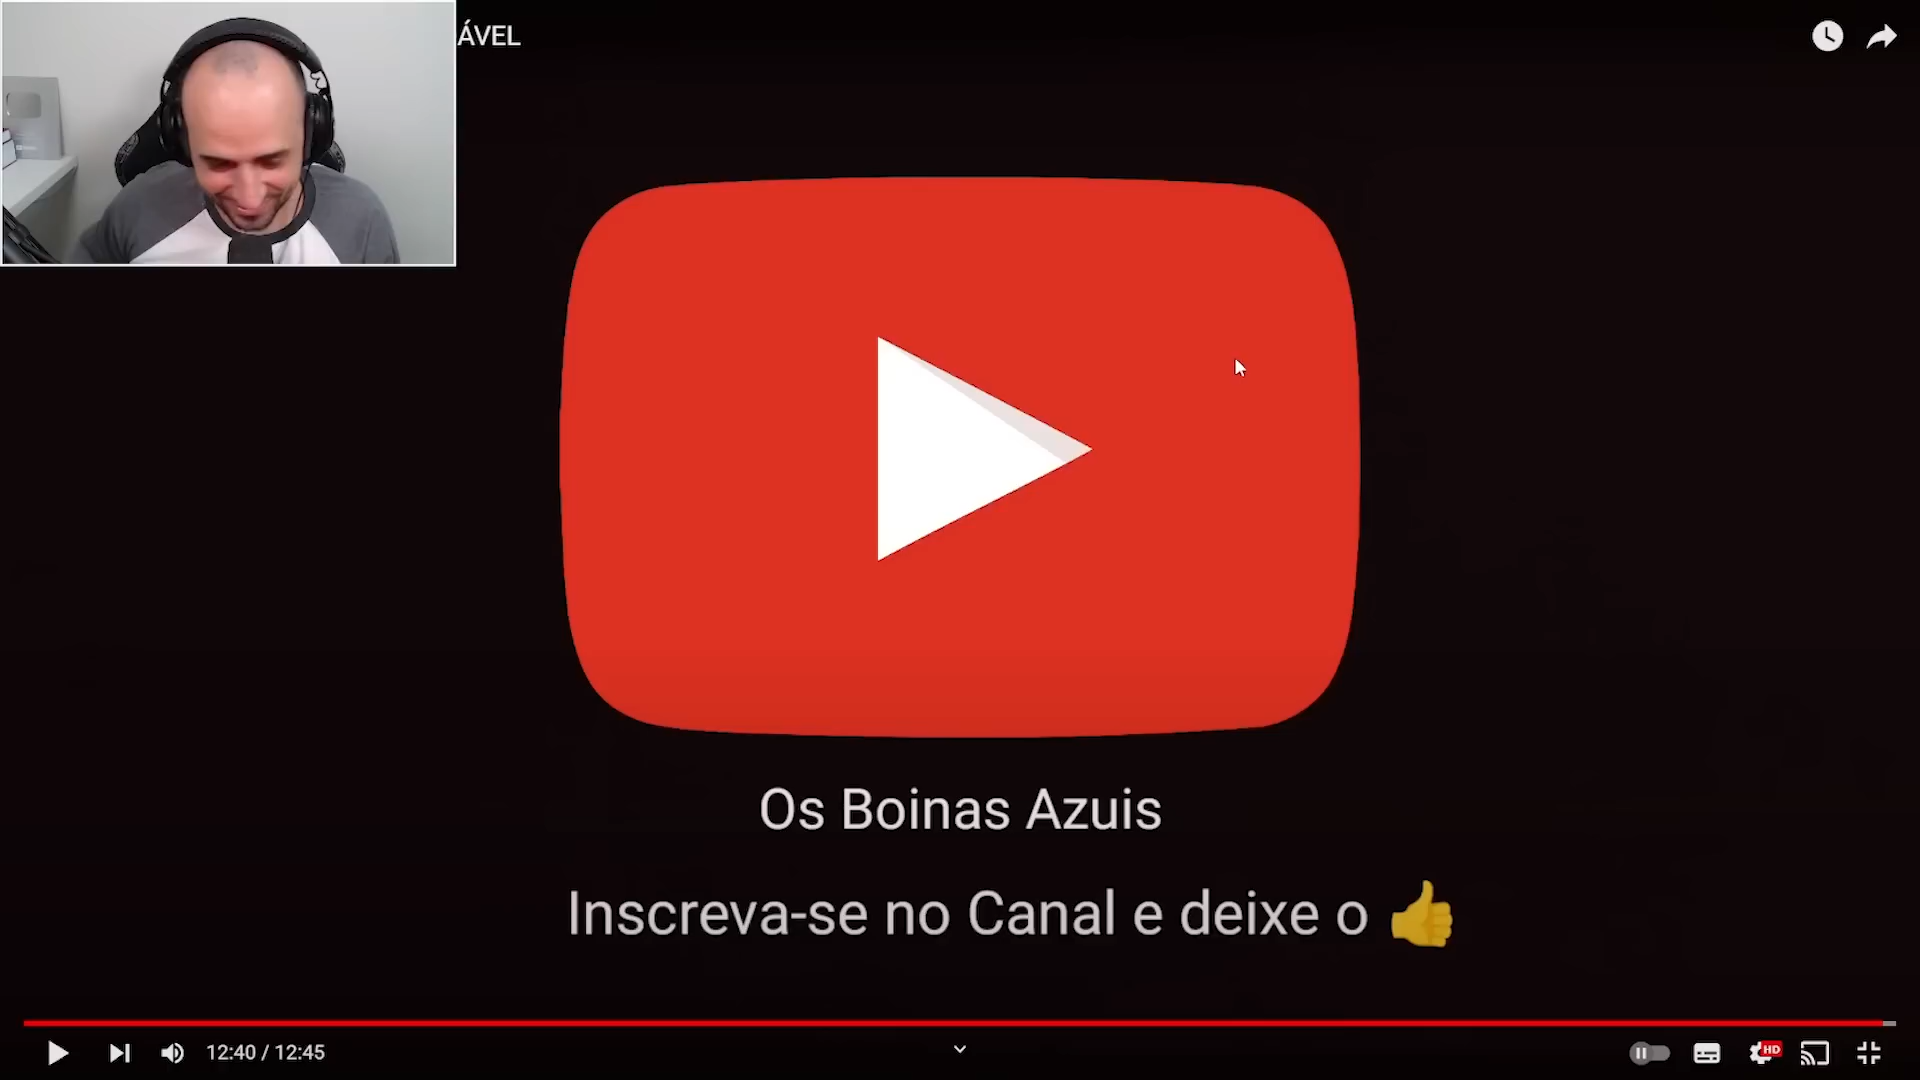 ÁVEL
Os Boinas Azuis
Inscreva-se no Canal e deixe o 👍
12:40 / 12:45
HD